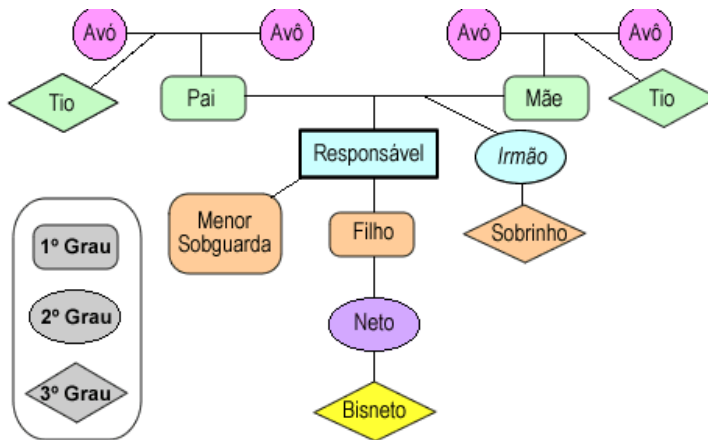 Avó
Avô
Avó
Avô
Tio
Pai
Mãe
Tio
Responsável
Irmão
Menor
Sobguarda
Filho
Sobrinho
1º Grau
2º Grau
Neto
3º Grau
Bisneto